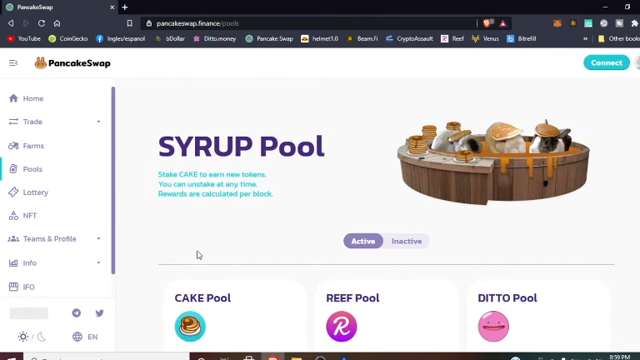 PancakeSwap
pancakeswap.finance/pools
YouTube
CoinGecko
Ingles/espanol
bDollar
Ditto.money
Pancake Swap
helmet1.0
Beam.fi
CryptoAssault
Reef
Venus
Bitrefill
Other book
PancakeSwap
Connect
Home
Trade
Farms
Pools
Lottery
NFT
Teams & Profile
Info
IFO
EN
SYRUP Pool
Stake CAKE to earn new tokens.
You can unstake at any time.
Rewards are calculated per block.
Active
Inactive
CAKE Pool
REEF Pool
DITTO Pool
8:59 PM